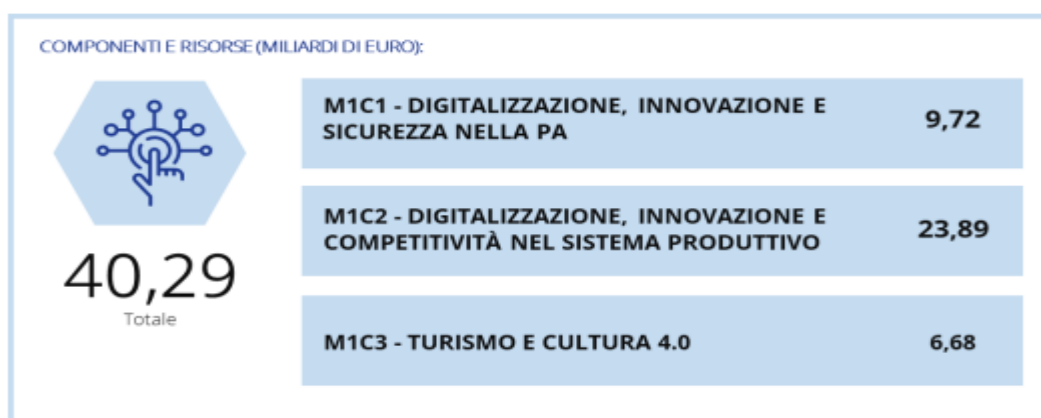 COMPONENTI E RISORSE (MILIARDI DI EURO):
M1C1 - DIGITALIZZAZIONE, INNOVAZIONE E
SICUREZZA NELLA PA
9,72
M1C2 - DIGITALIZZAZIONE, INNOVAZIONE E
COMPETITIVITÀ NEL SISTEMA PRODUTTIVO
23,89
40,29
Totale
M1C3 - TURISMO E CULTURA 4.0
6,68